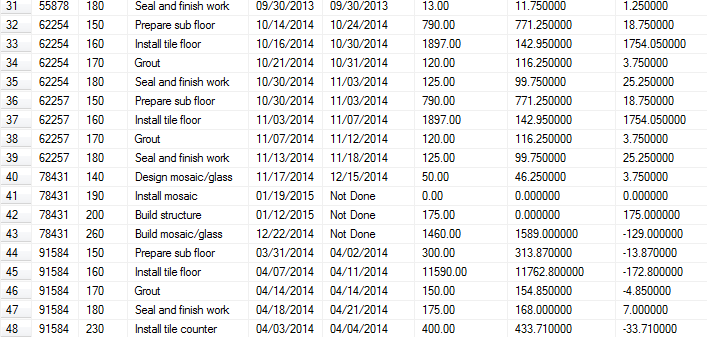 31 55878 180 Seal and finish work 09/30/2013 09/30/2013 13.00 11.750000 1.250000
32 62254 150 Prepare sub floor 10/14/2014 10/24/2014 790.00 771.250000 18.750000
33 62254 160 Install tile floor 10/16/2014 10/30/2014 1897.00 142.950000 1754.050000
34 62254 170 Grout 10/21/2014 10/31/2014 120.00 116.250000 3.750000
35 62254 180 Seal and finish work 10/30/2014 11/03/2014 125.00 99.750000 25.250000
36 62257 150 Prepare sub floor 10/30/2014 11/03/2014 790.00 771.250000 18.750000
37 62257 160 Install tile floor 11/03/2014 11/07/2014 1897.00 142.950000 1754.050000
38 62257 170 Grout 11/07/2014 11/12/2014 120.00 116.250000 3.750000
39 62257 180 Seal and finish work 11/13/2014 11/18/2014 125.00 99.750000 25.250000
40 78431 140 Design mosaic/glass 11/17/2014 12/15/2014 50.00 46.250000 3.750000
41 78431 190 Install mosaic 01/19/2015 Not Done 0.00 0.000000 0.000000
42 78431 200 Build structure 01/12/2015 Not Done 175.00 0.000000 175.000000
43 78431 260 Build mosaic/glass 12/22/2014 Not Done 1460.00 1589.000000 -129.000000
44 91584 150 Prepare sub floor 03/31/2014 04/02/2014 300.00 313.870000 -13.870000
45 91584 160 Install tile floor 04/07/2014 04/11/2014 11590.00 11762.800000 -172.800000
46 91584 170 Grout 04/14/2014 04/14/2014 150.00 154.850000 -4.850000
47 91584 180 Seal and finish work 04/18/2014 04/21/2014 175.00 168.000000 7.000000
48 91584 230 Install tile counter 04/03/2014 04/04/2014 400.00 433.710000 -33.710000